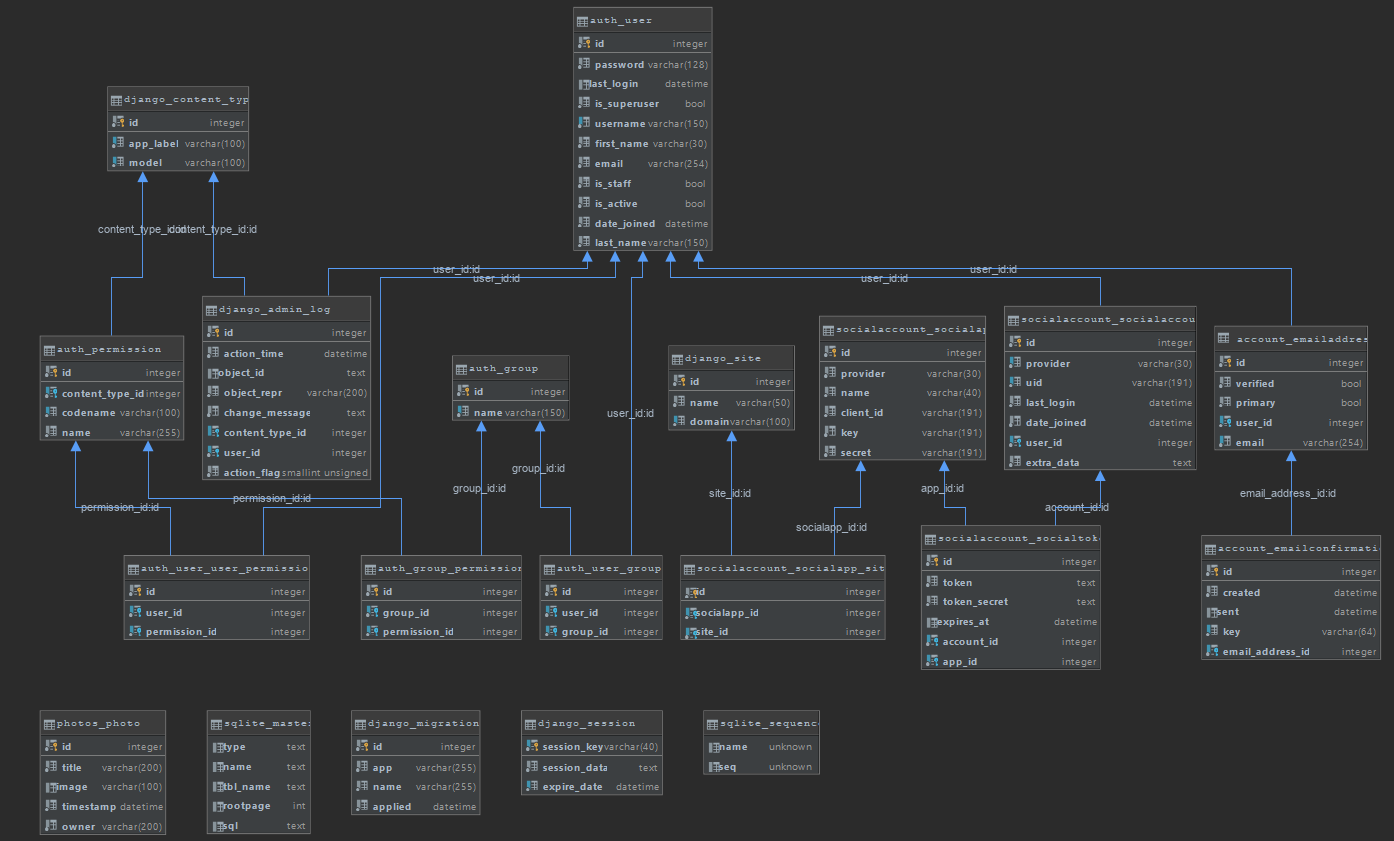 auth_user
id integer
password varchar(128)
last_login datetime
is_superuser bool
username varchar(150)
first_name varchar(30)
email varchar(254)
is_staff bool
is_active bool
date_joined datetime
last_name varchar(150)
django_content_typ
id integer
app_label varchar(100)
model varchar(100)
content_type_id:id
content_type_id:id
user_id:id
user_id:id
user_id:id
user_id:id
user_id:id
auth_permission
id integer
content_type_id integer
codename varchar(100)
name varchar(255)
django_admin_log
id integer
action_time datetime
object_id text
object_repr varchar(200)
change_message text
content_type_id integer
user_id integer
action_flag smallint unsigned
auth_group
id integer
name varchar(150)
django_site
id integer
name varchar(50)
domain varchar(100)
socialaccount_socialap
id integer
provider varchar(30)
name varchar(40)
client_id varchar(191)
key varchar(191)
secret varchar(191)
socialaccount_socialaccou
id integer
provider varchar(30)
uid varchar(191)
last_login datetime
date_joined datetime
user_id integer
extra_data text
account_emailaddres
id integer
verified bool
primary bool
user_id integer
email varchar(254)
permission_id:id
permission_id:id
group_id:id
group_id:id
site_id:id
socialapp_id:id
app_id:id
account_id:id
email_address_id:id
auth_user_user_permissio
id integer
user_id integer
permission_id integer
auth_group_permission
id integer
group_id integer
permission_id integer
auth_user_group
id integer
user_id integer
group_id integer
socialaccount_socialapp_sit
id integer
socialapp_id integer
site_id integer
socialaccount_socialtok
id integer
token text
token_secret text
expires_at datetime
account_id integer
app_id integer
account_emailconfirmati
id integer
created datetime
sent datetime
key varchar(64)
email_address_id integer
photos_photo
id integer
title varchar(200)
image varchar(100)
timestamp datetime
owner varchar(200)
sqlite_maste
type text
name text
tbl_name text
rootpage int
sql text
django_migration
id integer
app varchar(255)
name varchar(255)
applied datetime
django_session
session_key varchar(40)
session_data text
expire_date datetime
sqlite_sequenc
name unknown
seq unknown